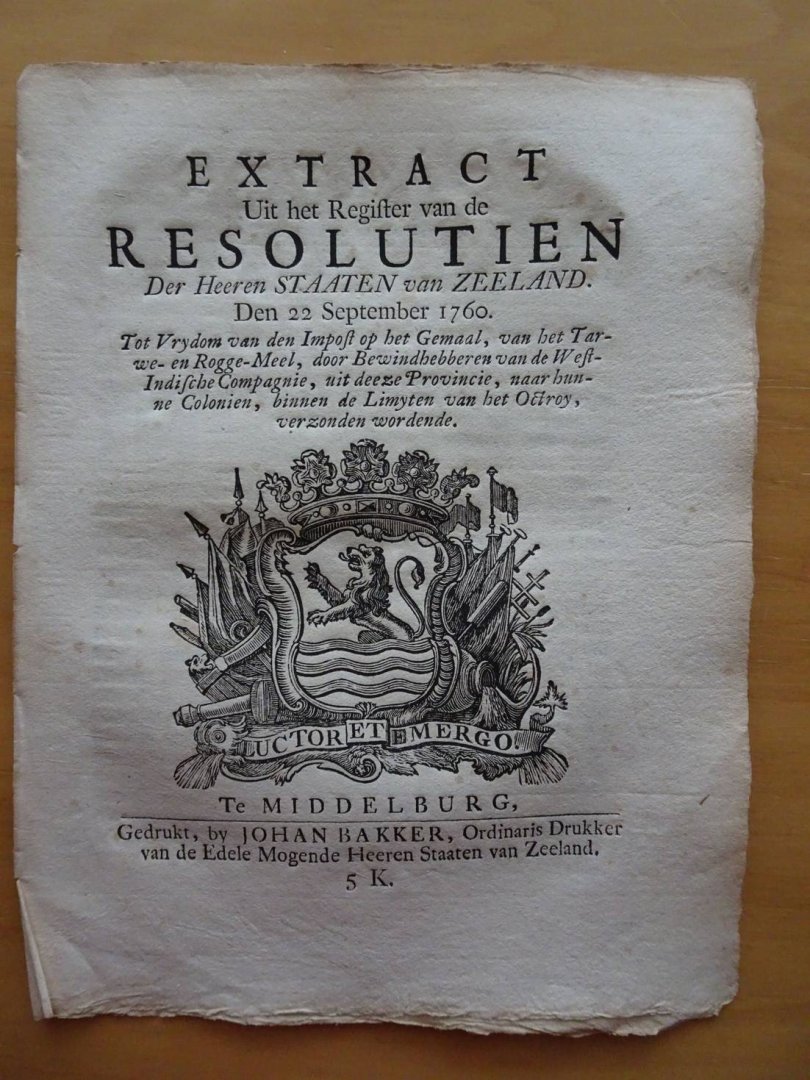 EXTRACT
Uit het Regiſter van de
RESOLUTIEN
Der Heeren STAATEN van ZEELAND.
Den 22 September 1760.
Tot Vrydom van den Impoſt op het Gemaal, van het Tar-
we- en Rogge-Meel, door Bewindhebberen van de Weſt-
Indiſche Compagnie, uit deeze Provincie, naar hun-
ne Colonien, binnen de Limyten van het Octroy,
verzonden wordende.
LUCTOR ET EMERGO.
Te MIDDELBURG,
Gedrukt, by JOHAN BAKKER, Ordinaris Drukker
van de Edele Mogende Heeren Staaten van Zeeland.
5 K.